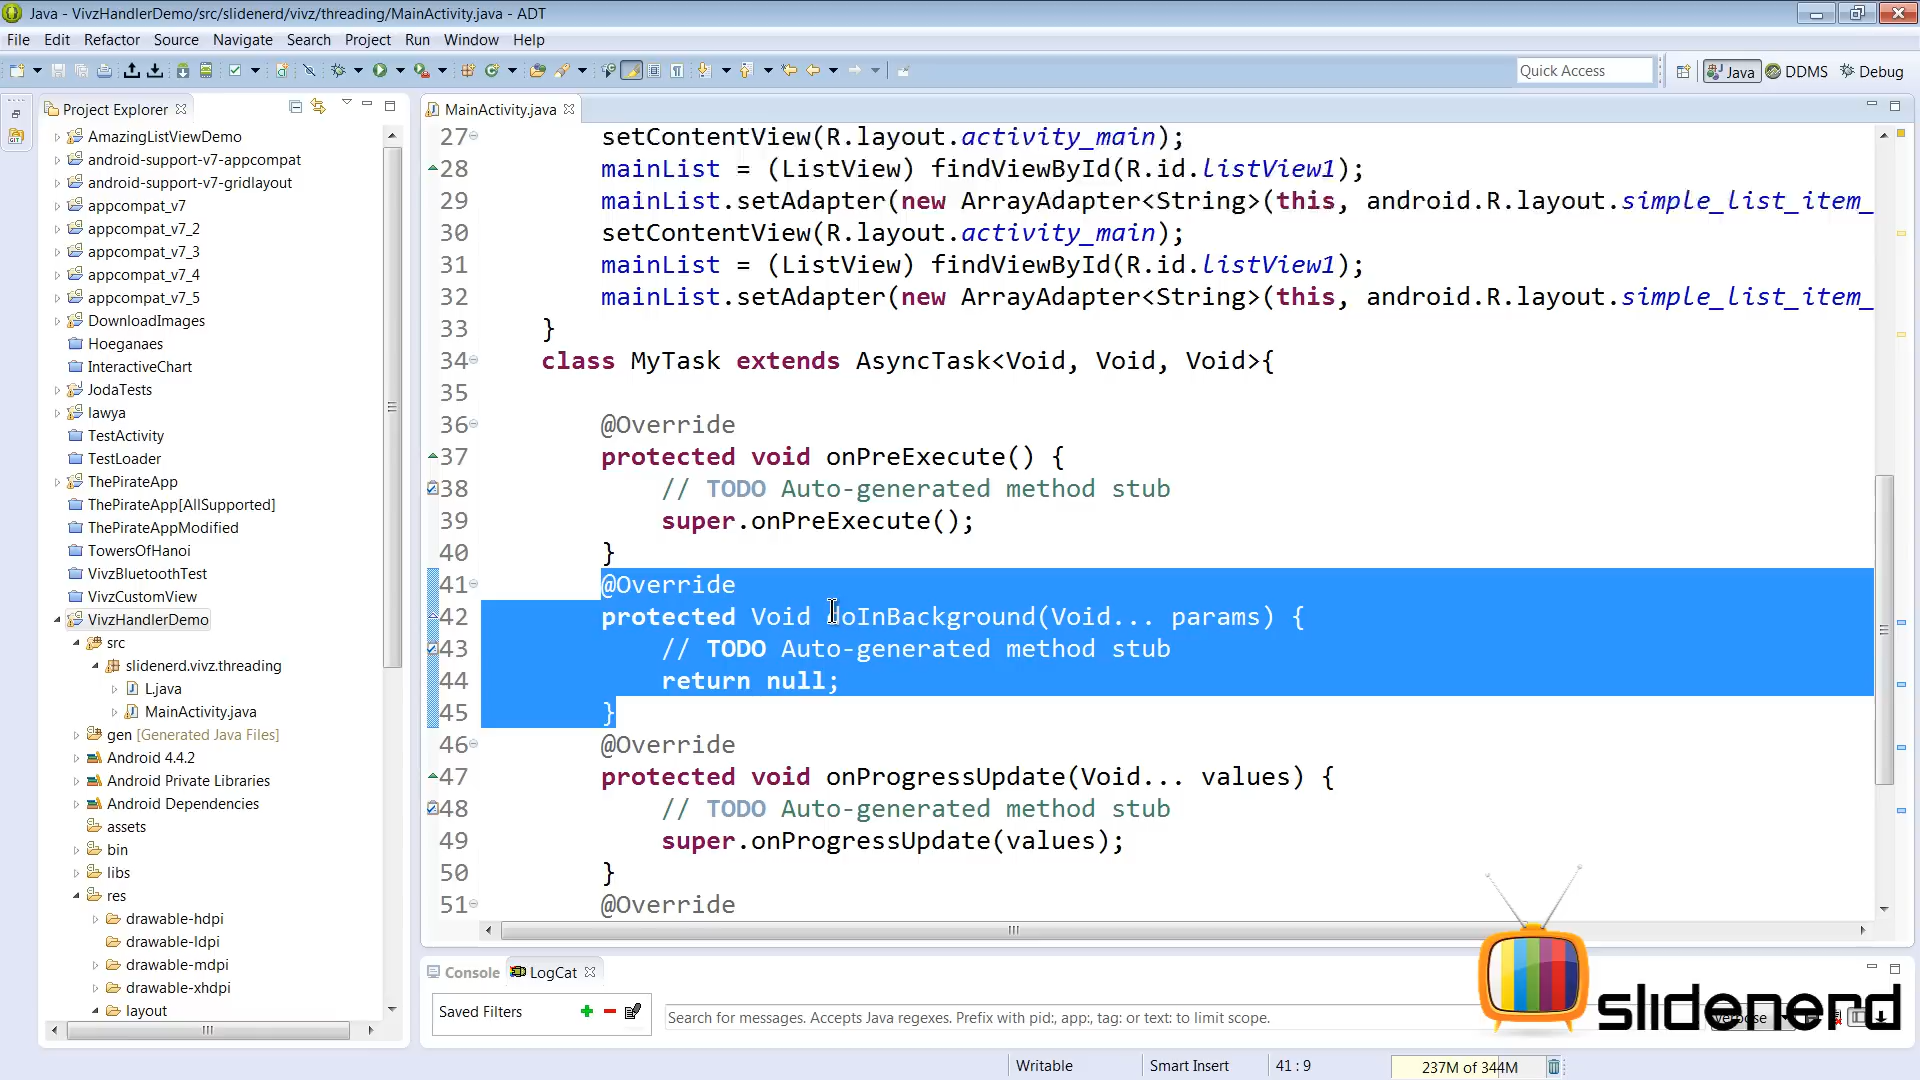 Java - VivzHandlerDemo/src/slidenerd/vivz/threading/MainActivity.java - ADT
File Edit Refactor Source Navigate Search Project Run Window Help
Quick Access
Java DDMS Debug
Project Explorer
AmazingListViewDemo
android-support-v7-appcompat
android-support-v7-gridlayout
appcompat_v7
appcompat_v7_2
appcompat_v7_3
appcompat_v7_4
appcompat_v7_5
DownloadImages
Hoeganaes
InteractiveChart
JodaTests
lawya
TestActivity
TestLoader
ThePirateApp
ThePirateApp[AllSupported]
ThePirateAppModified
TowersOfHanoi
VivzBluetoothTest
VivzCustomView
VivzHandlerDemo
src
slidenerd.vivz.threading
L.java
MainActivity.java
gen [Generated Java Files]
Android 4.4.2
Android Private Libraries
Android Dependencies
assets
bin
libs
res
drawable-hdpi
drawable-ldpi
drawable-mdpi
drawable-xhdpi
layout
MainActivity.java
27 setContentView(R.layout.activity_main);
28 mainList = (ListView) findViewById(R.id.listView1);
29 mainList.setAdapter(new ArrayAdapter<String>(this, android.R.layout.simple_list_item_
30 setContentView(R.layout.activity_main);
31 mainList = (ListView) findViewById(R.id.listView1);
32 mainList.setAdapter(new ArrayAdapter<String>(this, android.R.layout.simple_list_item_
33 }
34 class MyTask extends AsyncTask<Void, Void, Void>{
35
36 @Override
37 protected void onPreExecute() {
38 // TODO Auto-generated method stub
39 super.onPreExecute();
40 }
41 @Override
42 protected Void doInBackground(Void... params) {
43 // TODO Auto-generated method stub
44 return null;
45 }
46 @Override
47 protected void onProgressUpdate(Void... values) {
48 // TODO Auto-generated method stub
49 super.onProgressUpdate(values);
50 }
51 @Override
Console LogCat
Saved Filters
Search for messages. Accepts Java regexes. Prefix with pid:, app:, tag: or text: to limit scope.
slidenerd
Writable Smart Insert 41 : 9 237M of 344M